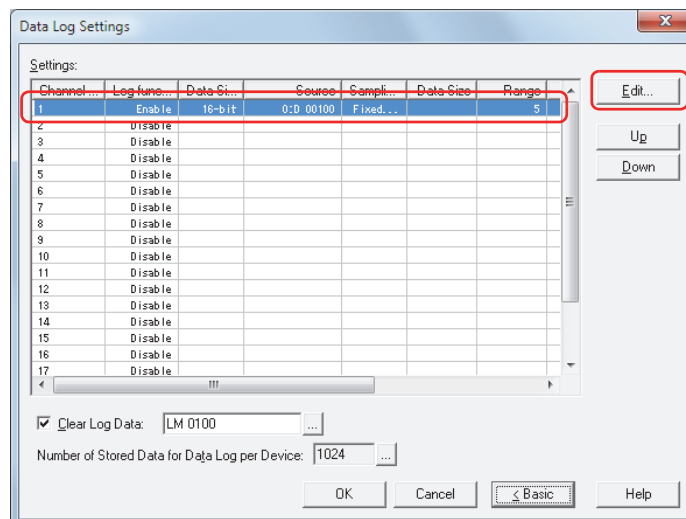 Data Log Settings
Settings:
Channel ... Log func... Data Si... Source Sampli... Data Size Range
1 Enable 16-bit 0:D 00100 Fixed... 5
2 Disable
3 Disable
4 Disable
5 Disable
6 Disable
7 Disable
8 Disable
9 Disable
10 Disable
11 Disable
12 Disable
13 Disable
14 Disable
15 Disable
16 Disable
17 Disable
Edit...
Up
Down
Clear Log Data: LM 0100 ...
Number of Stored Data for Data Log per Device: 1024 ...
OK Cancel < Basic Help